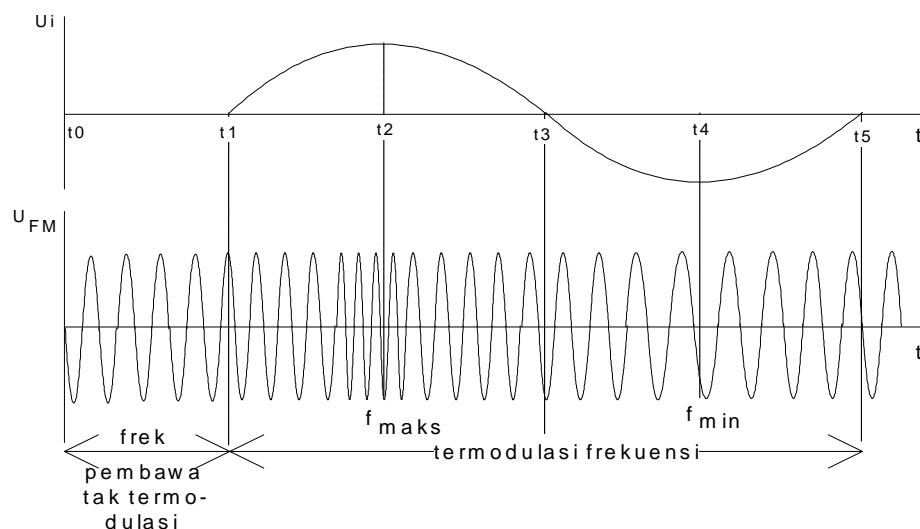 Ui
t0
t1
t2
t3
t4
t5
t
U FM
t
f maks
f min
frek
termodulasi frekuensi
pembawa
tak termo-
dulasi